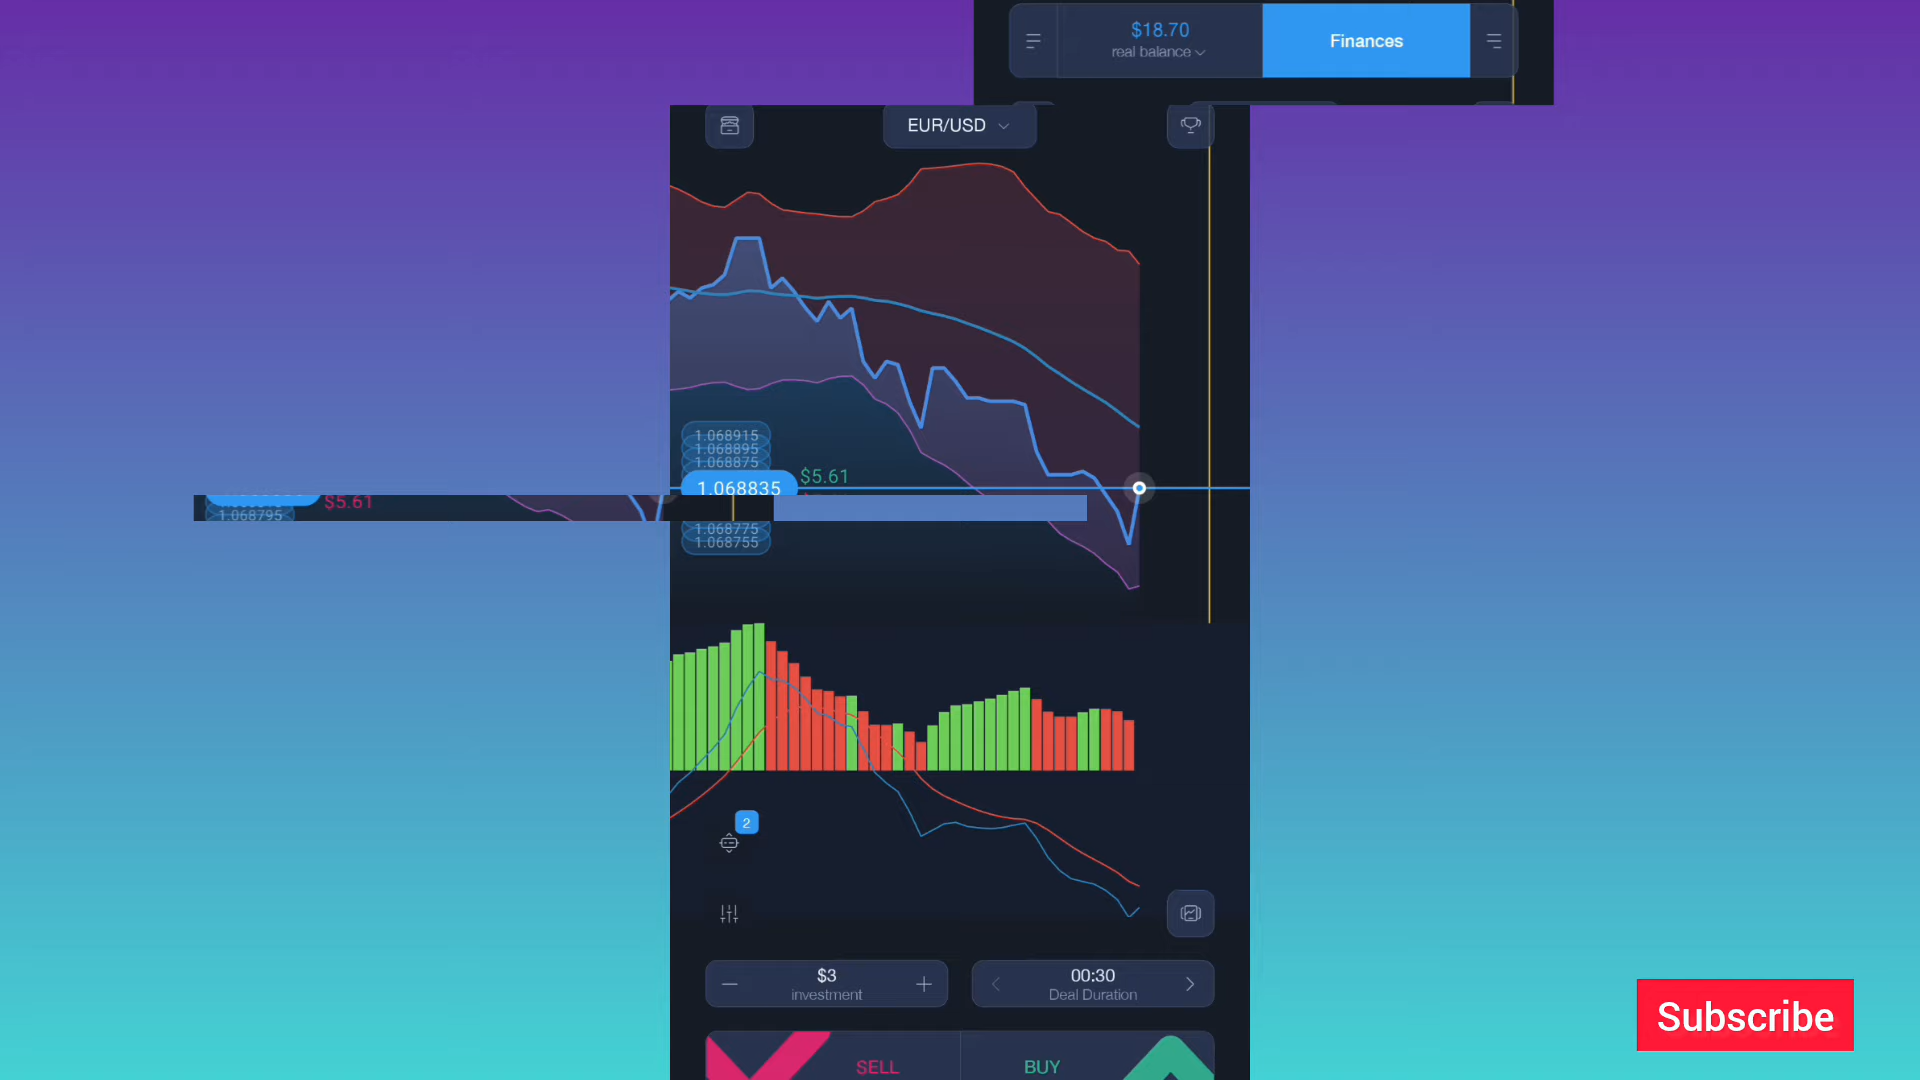 $18.70
real balance
Finances
EUR/USD
1.068915
1.068895
1.068875
$5.61
1.068835
$5.61
1.068795
1.068775
1.068755
2
$3
investment
00:30
Deal Duration
SELL
BUY
Subscribe